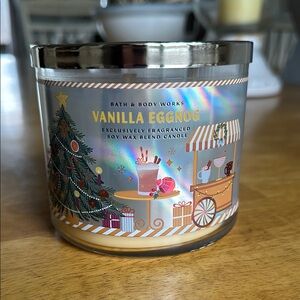 BATH & BODY WORKS
VANILLA EGGNOG
EXCLUSIVELY FRAGRANCED
SOY WAX BLEND CANDLE